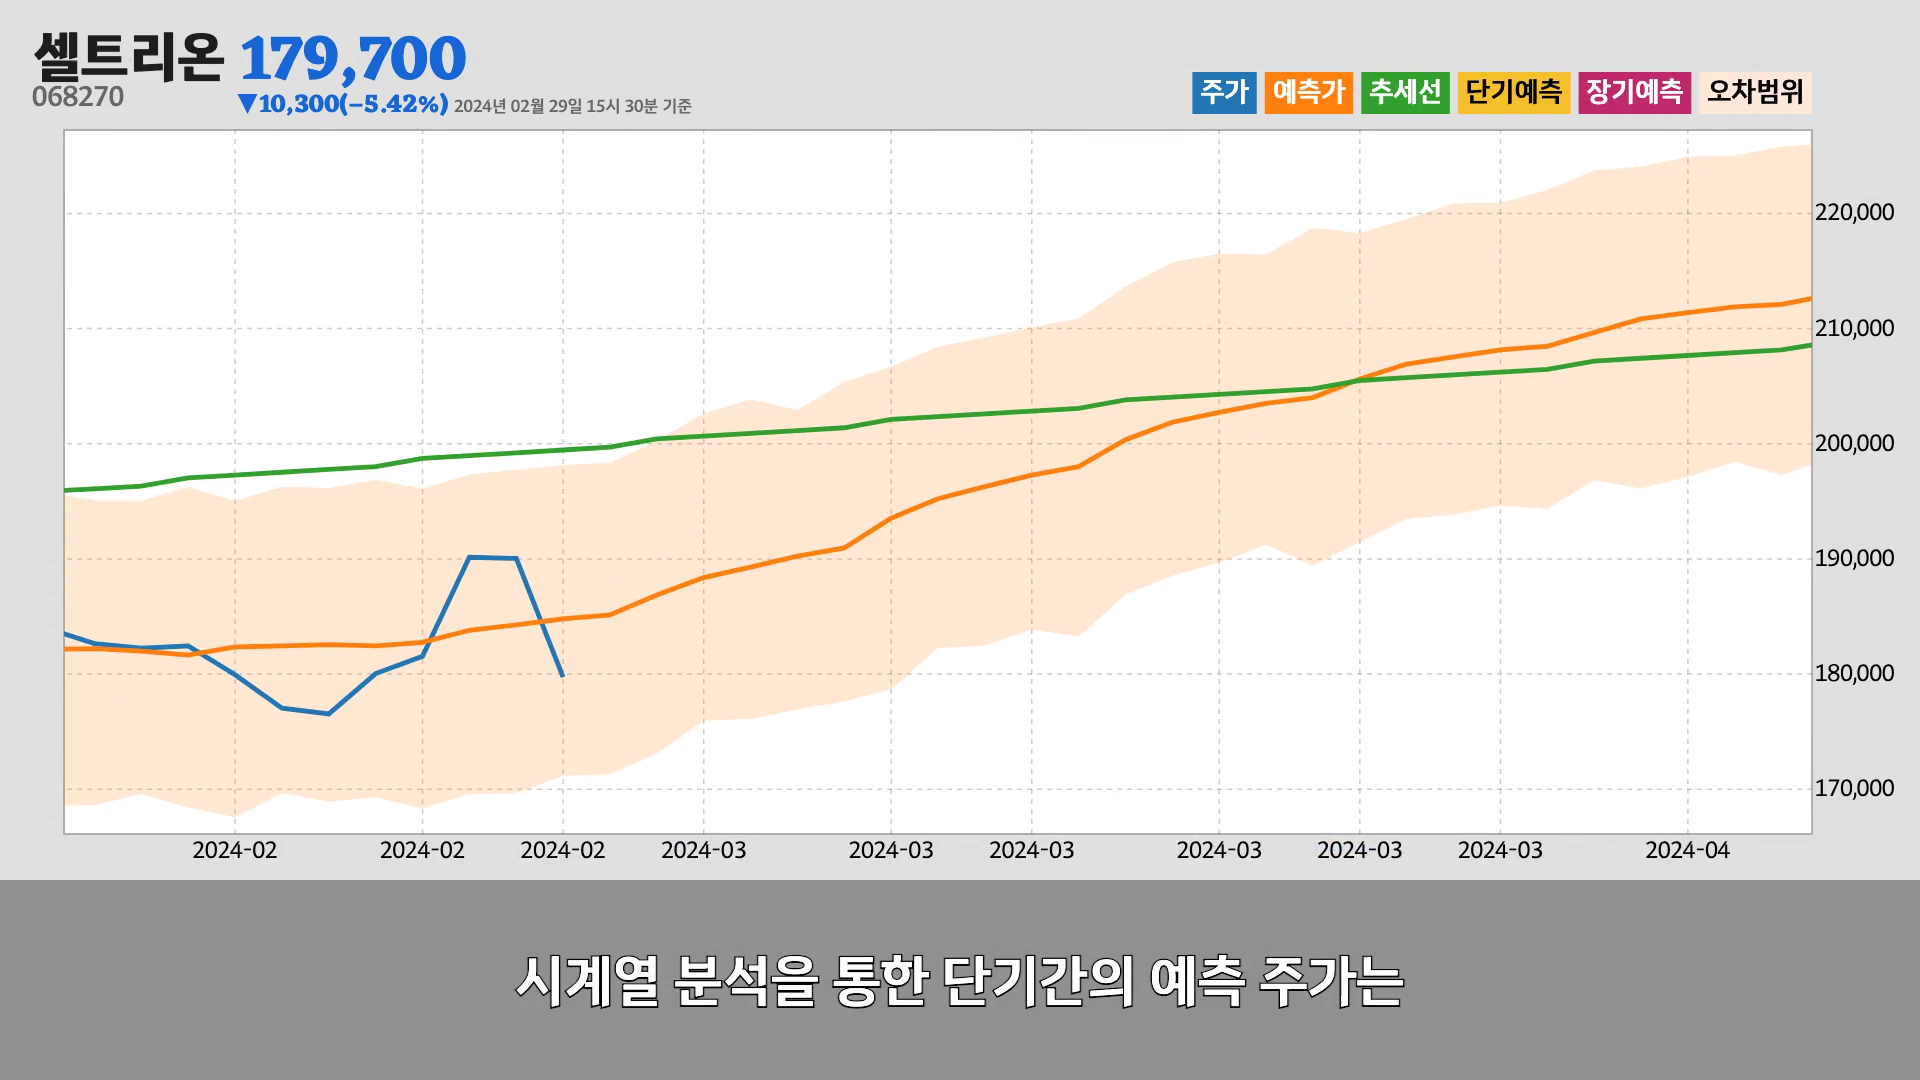 셀트리온 179,700
068270
▼10,300(−5.42%) 2024년 02월 29일 15시 30분 기준
주가 예측가 추세선 단기예측 장기예측 오차범위
220,000
210,000
200,000
190,000
180,000
170,000
2024-02 2024-02 2024-02 2024-03 2024-03 2024-03 2024-03 2024-03 2024-03 2024-04
시계열 분석을 통한 단기간의 예측 주가는